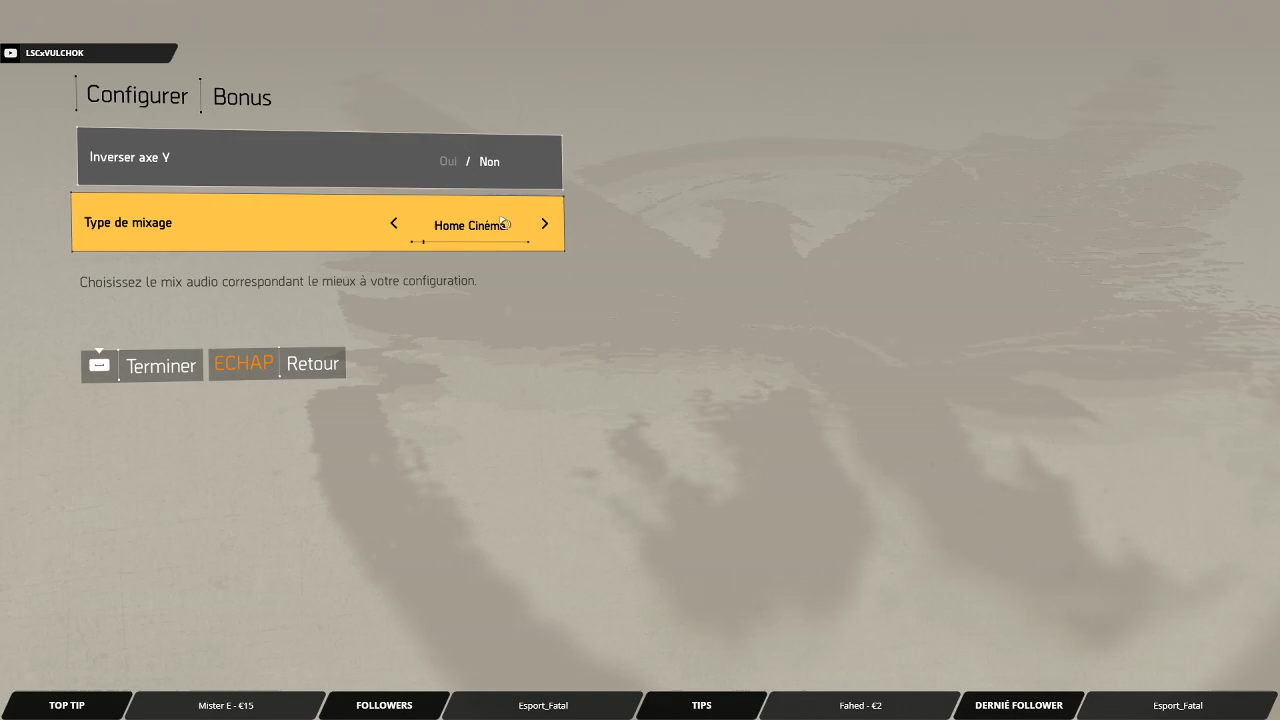 LSCxVULCHOK
Configurer Bonus
Inverser axe Y Oui / Non
Type de mixage Home Cinéma
Choisissez le mix audio correspondant le mieux à votre configuration.
Terminer ECHAP Retour
TOP TIP Mister E - €15 FOLLOWERS Esport_Fatal TIPS Fahed - €2 DERNIÉ FOLLOWER Esport_Fatal